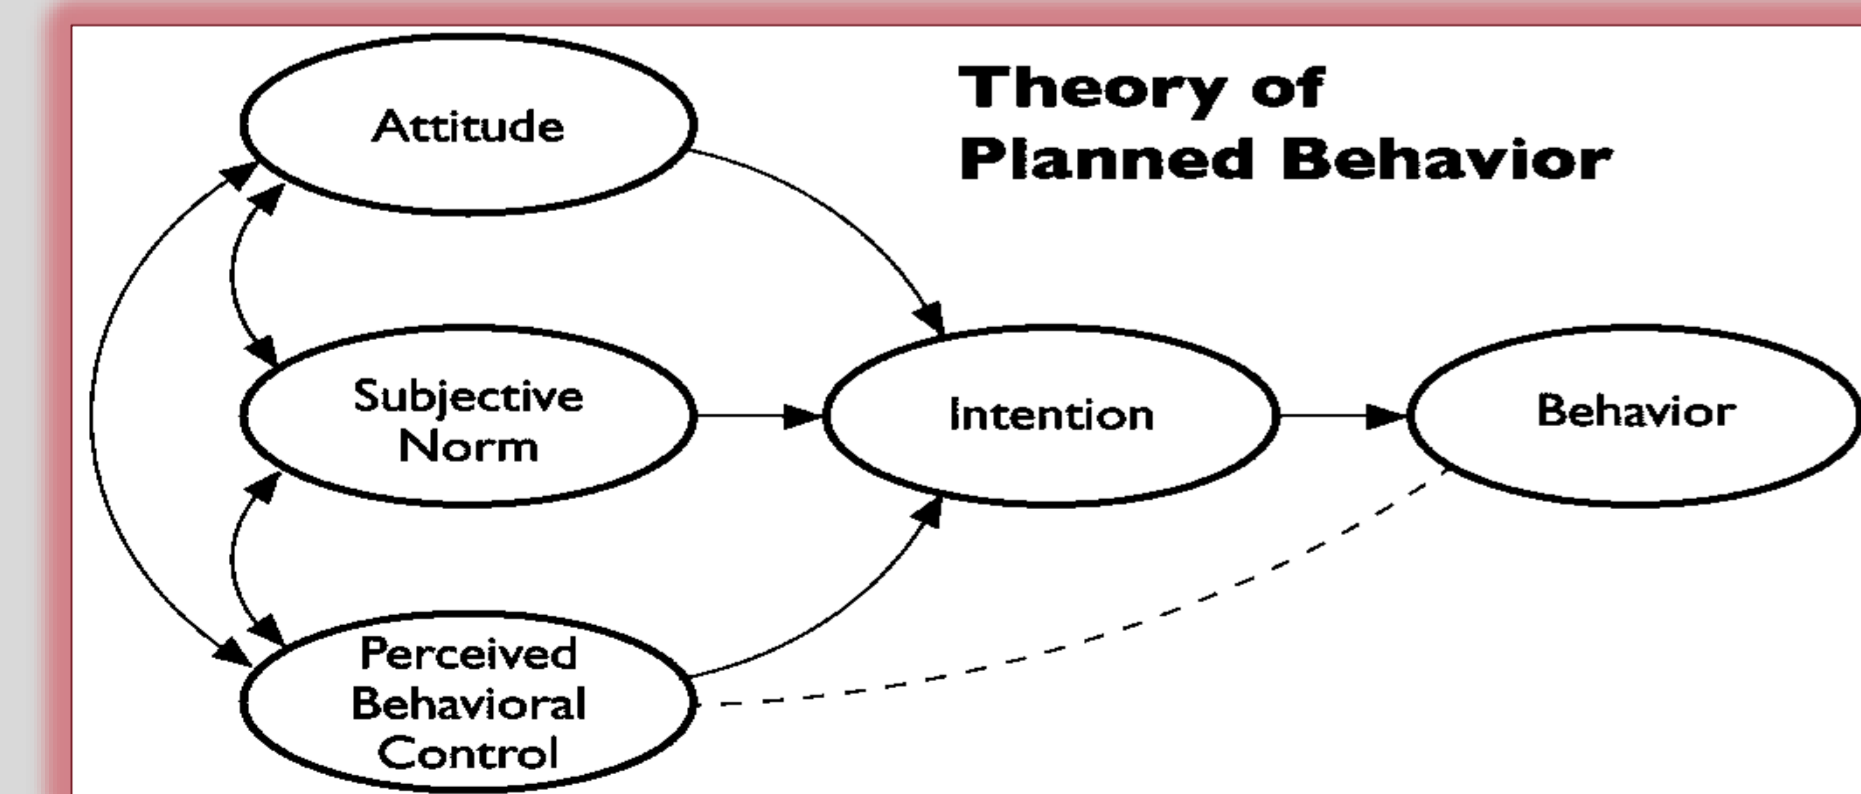 Theory of
Planned Behavior
Attitude
Subjective
Norm
Intention
Behavior
Perceived
Behavioral
Control